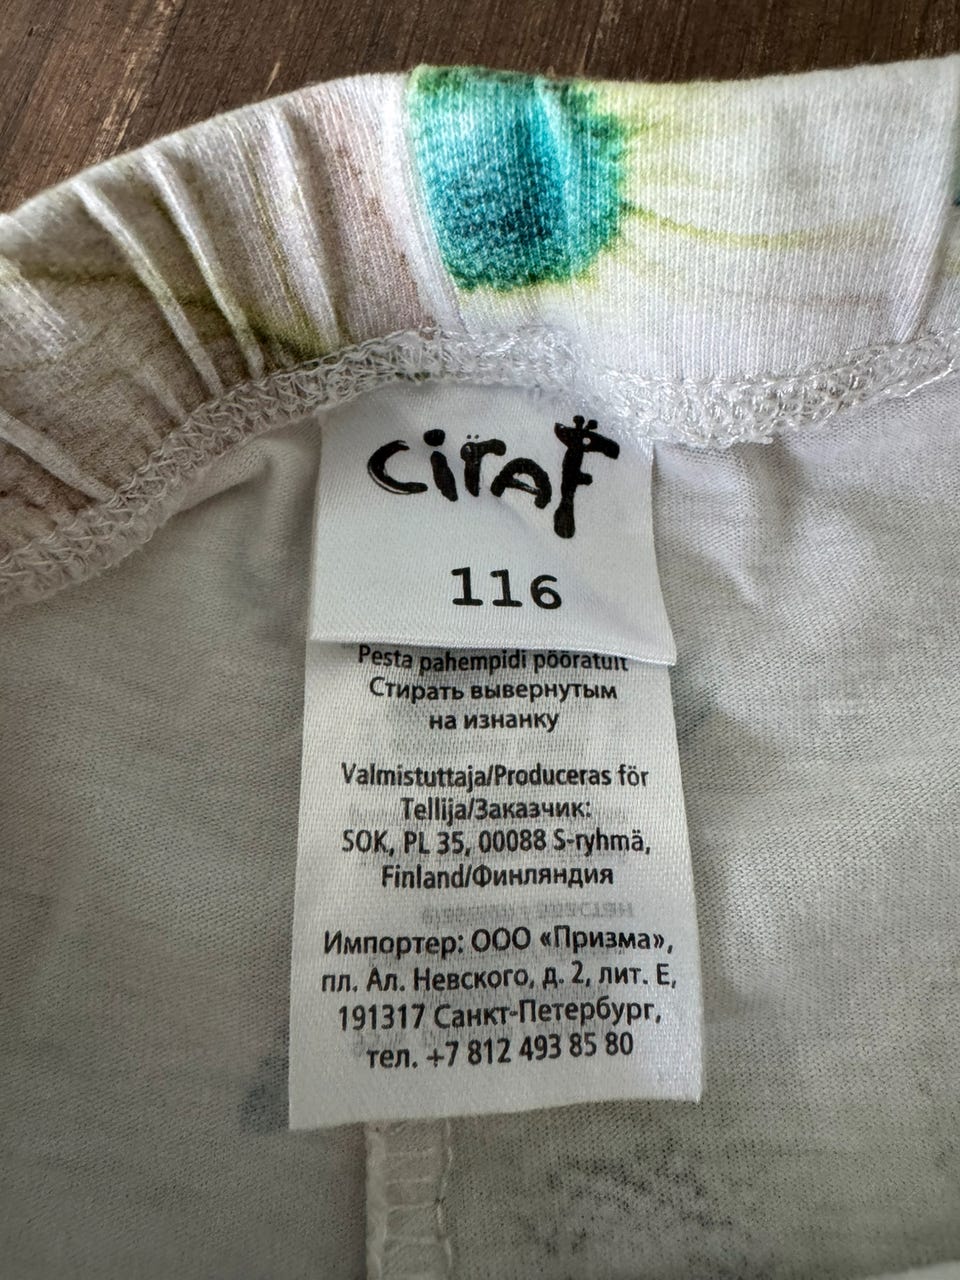 ciraf
116
Pesta pahempidi pööratult
Стирать вывернутым
на изнанку
Valmistuttaja/Produceras för
Tellija/Заказчик:
SOK, PL 35, 00088 S-ryhmä,
Finland/Финляндия
Импортер: ООО «Призма»,
пл. Ал. Невского, д. 2, лит. Е,
191317 Санкт-Петербург,
тел. +7 812 493 85 80